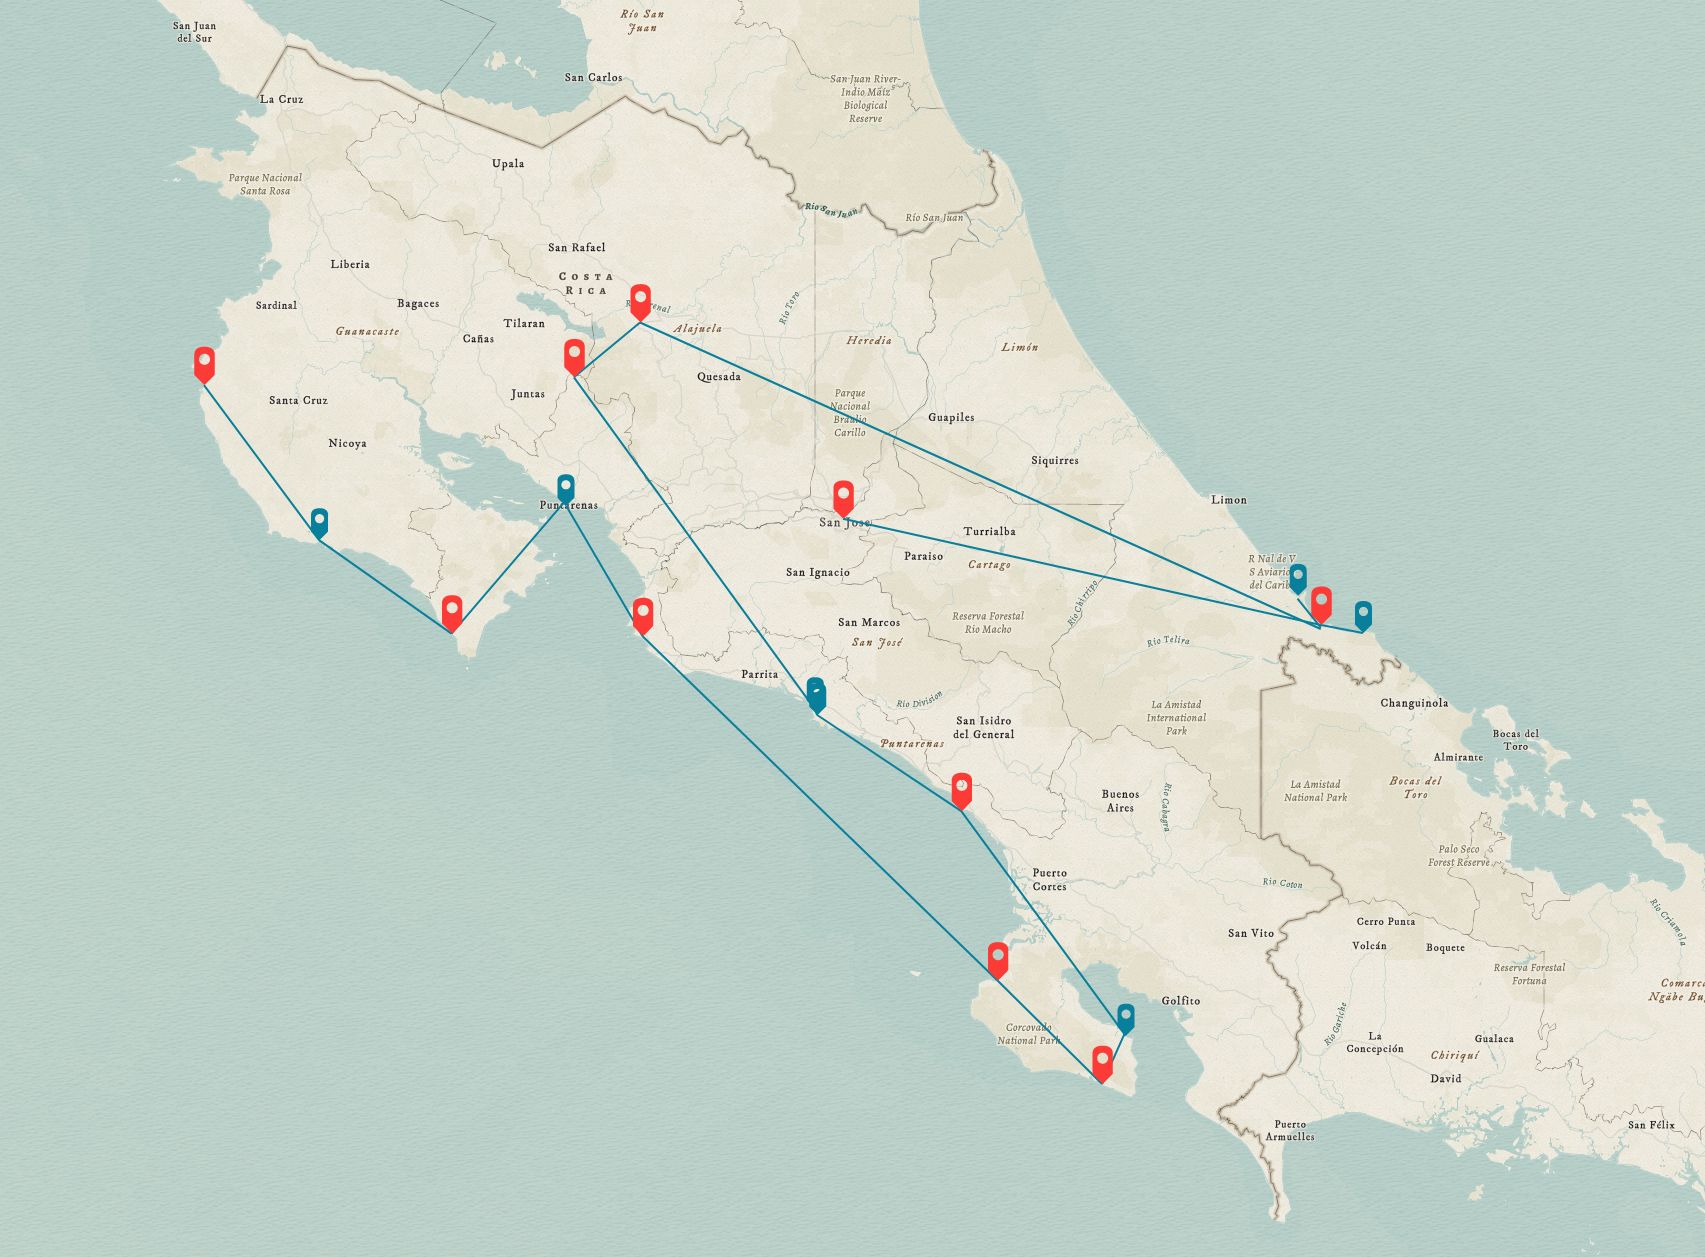 San Juan
del Sur
Río San
Juan
San Carlos
San Juan River-
Indio Maíz
Biological
Reserve
La Cruz
Upala
Parque Nacional
Santa Rosa
Río San Juan
Río San Juan
San Rafael
COSTA
RICA
Liberia
Sardinal
Bagaces
Guanacaste
Tilaran
Cañas
Alajuela
Río Toro
Heredia
Limón
Quesada
Juntas
Santa Cruz
Parque
Nacional
Braulio
Carillo
Guapiles
Nicoya
Siquirres
Limon
Puntarenas
San Jose
Turrialba
Paraiso
Cartago
San Ignacio
R Nal de V
S Aviarios
del Caribe
Río Chirripo
Reserva Forestal
Rio Macho
San Marcos
San José
Río Telira
Parrita
Río Division
La Amistad
International
Park
San Isidro
del General
Changuinola
Puntarenas
Bocas del
Toro
Almirante
Buenos
Aires
Río Cabagra
La Amistad
National Park
Bocas del
Toro
Palo Seco
Forest Reserve
Puerto
Cortes
Rio Coton
San Vito
Cerro Punta
Volcán
Boquete
Río Criamola
Reserva Forestal
Fortuna
Comarca
Ngäbe Bug
Golfito
Corcovado
National Park
Río Gariche
La
Concepción
Gualaca
Chiriquí
David
Puerto
Armuelles
San Félix